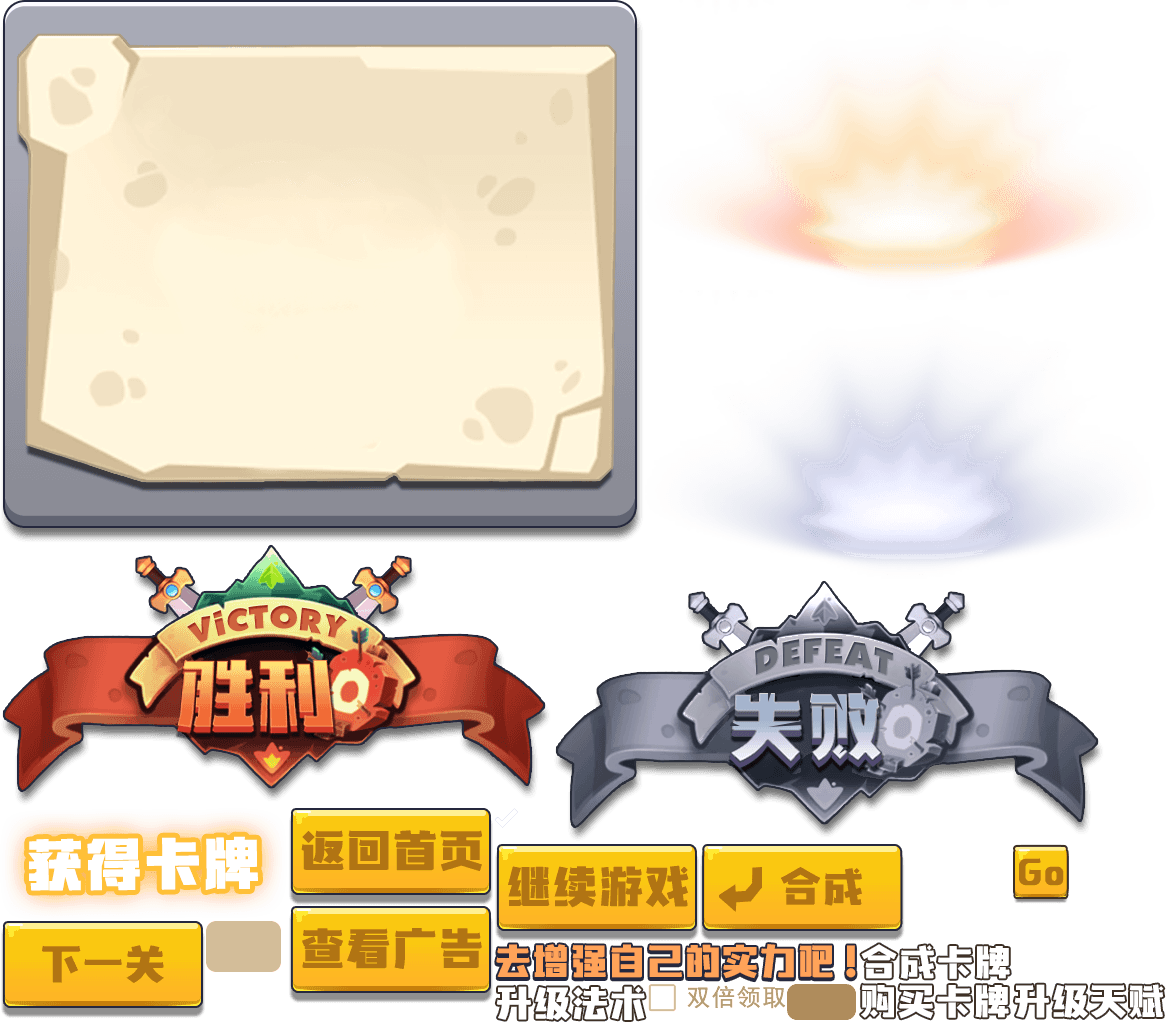 VICTORY
胜利
DEFEAT
失败
获得卡牌
返回首页
继续游戏
合成
Go
下一关
查看广告
去增强自己的实力吧！
合成卡牌
升级法术
双倍领取
购买卡牌
升级天赋